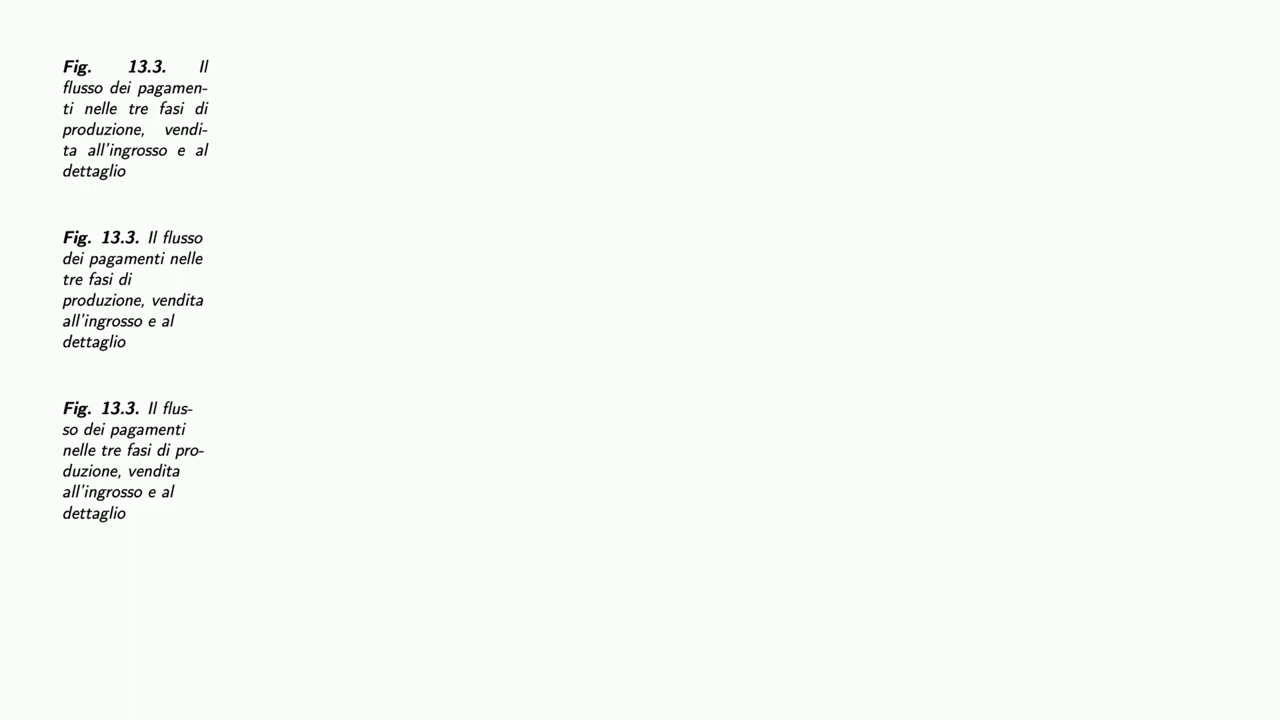 Fig. 13.3. Il
flusso dei pagamen-
ti nelle tre fasi di
produzione, vendi-
ta all'ingrosso e al
dettaglio
Fig. 13.3. Il flusso
dei pagamenti nelle
tre fasi di
produzione, vendita
all'ingrosso e al
dettaglio
Fig. 13.3. Il flus-
so dei pagamenti
nelle tre fasi di pro-
duzione, vendita
all'ingrosso e al
dettaglio